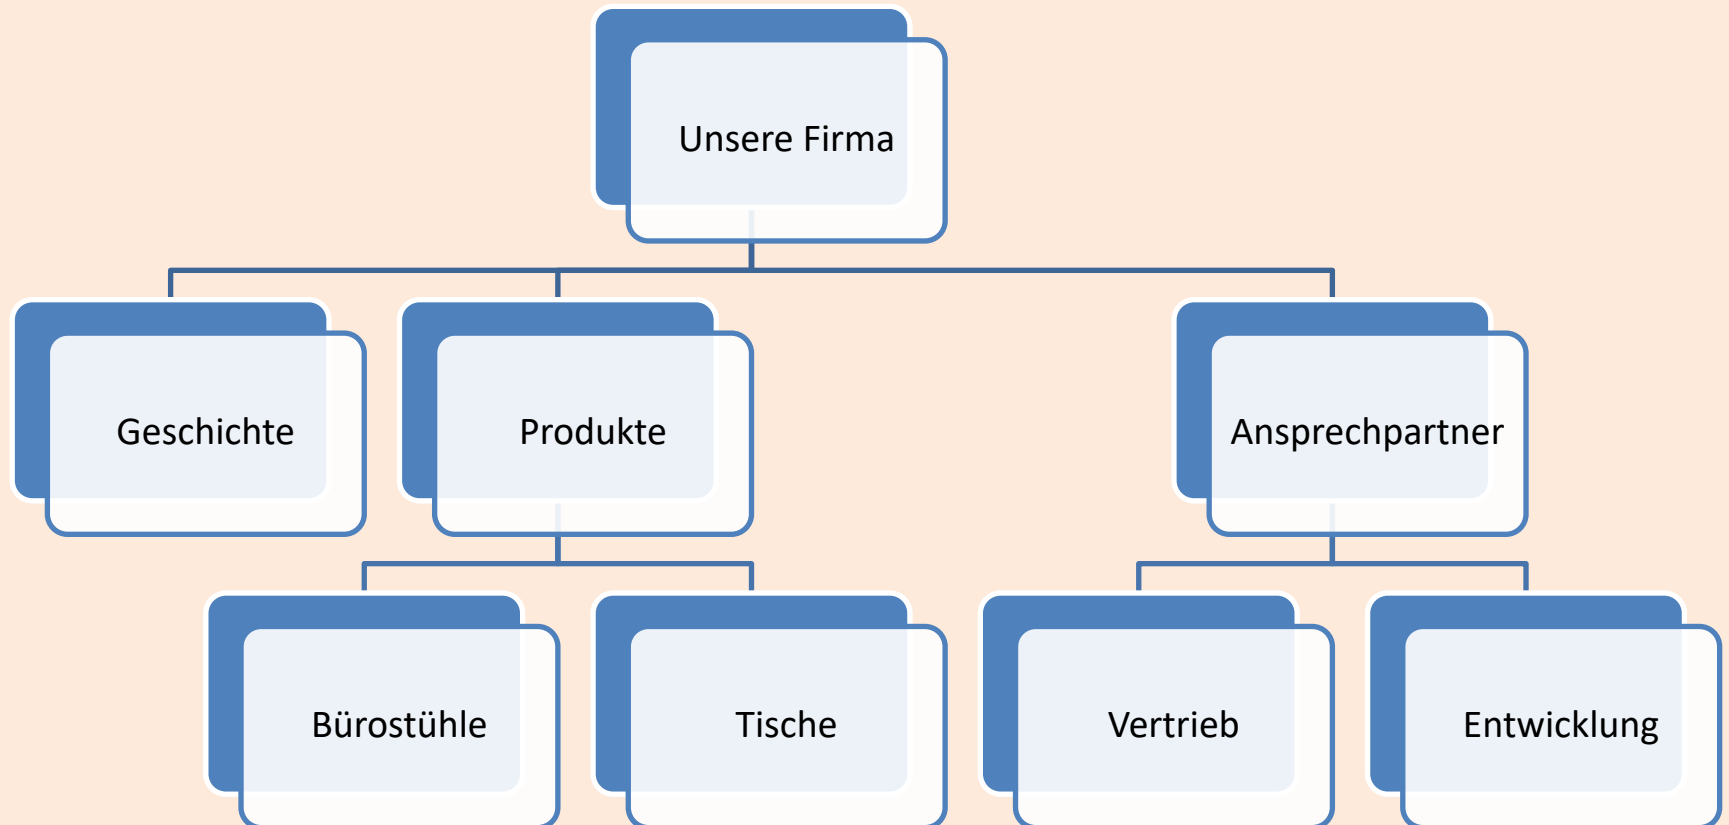 Unsere Firma
Geschichte
Produkte
Ansprechpartner
Bürostühle
Tische
Vertrieb
Entwicklung